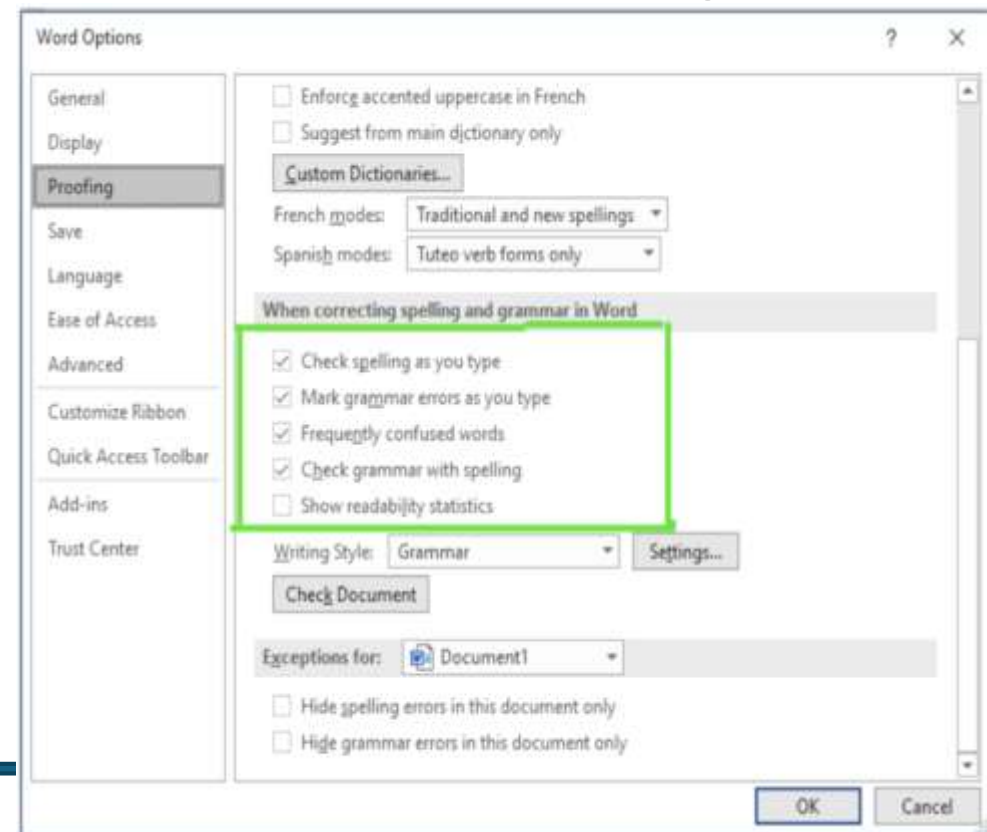 Word Options
?
General
Display
Proofing
Save
Language
Ease of Access
Advanced
Customize Ribbon
Quick Access Toolbar
Add-ins
Trust Center
Enforce accented uppercase in French
Suggest from main dictionary only
Custom Dictionaries...
French modes: Traditional and new spellings
Spanish modes: Tuteo verb forms only
When correcting spelling and grammar in Word
Check spelling as you type
Mark grammar errors as you type
Frequently confused words
Check grammar with spelling
Show readability statistics
Writing Style: Grammar Settings...
Check Document
Exceptions for: Document1
Hide spelling errors in this document only
Hide grammar errors in this document only
OK Cancel